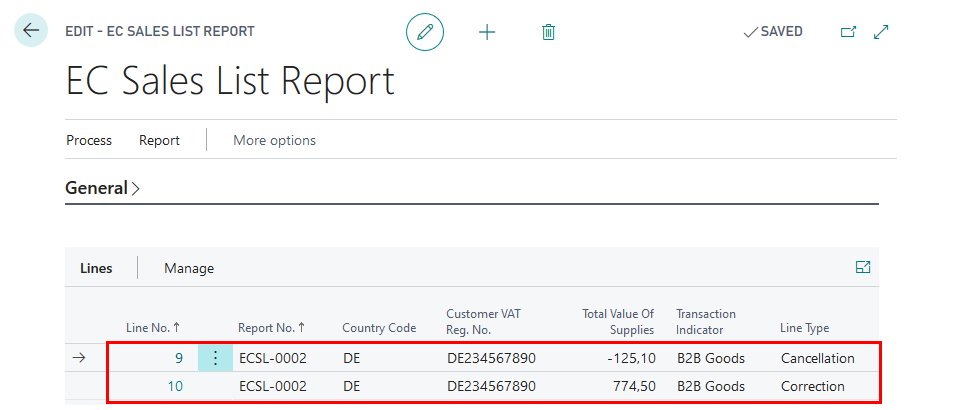 EDIT - EC SALES LIST REPORT
SAVED
EC Sales List Report
Process Report More options
General
Lines Manage
Line No. ↑ Report No. ↑ Country Code Customer VAT Reg. No. Total Value Of Supplies Transaction Indicator Line Type
9 ECSL-0002 DE DE234567890 -125,10 B2B Goods Cancellation
10 ECSL-0002 DE DE234567890 774,50 B2B Goods Correction